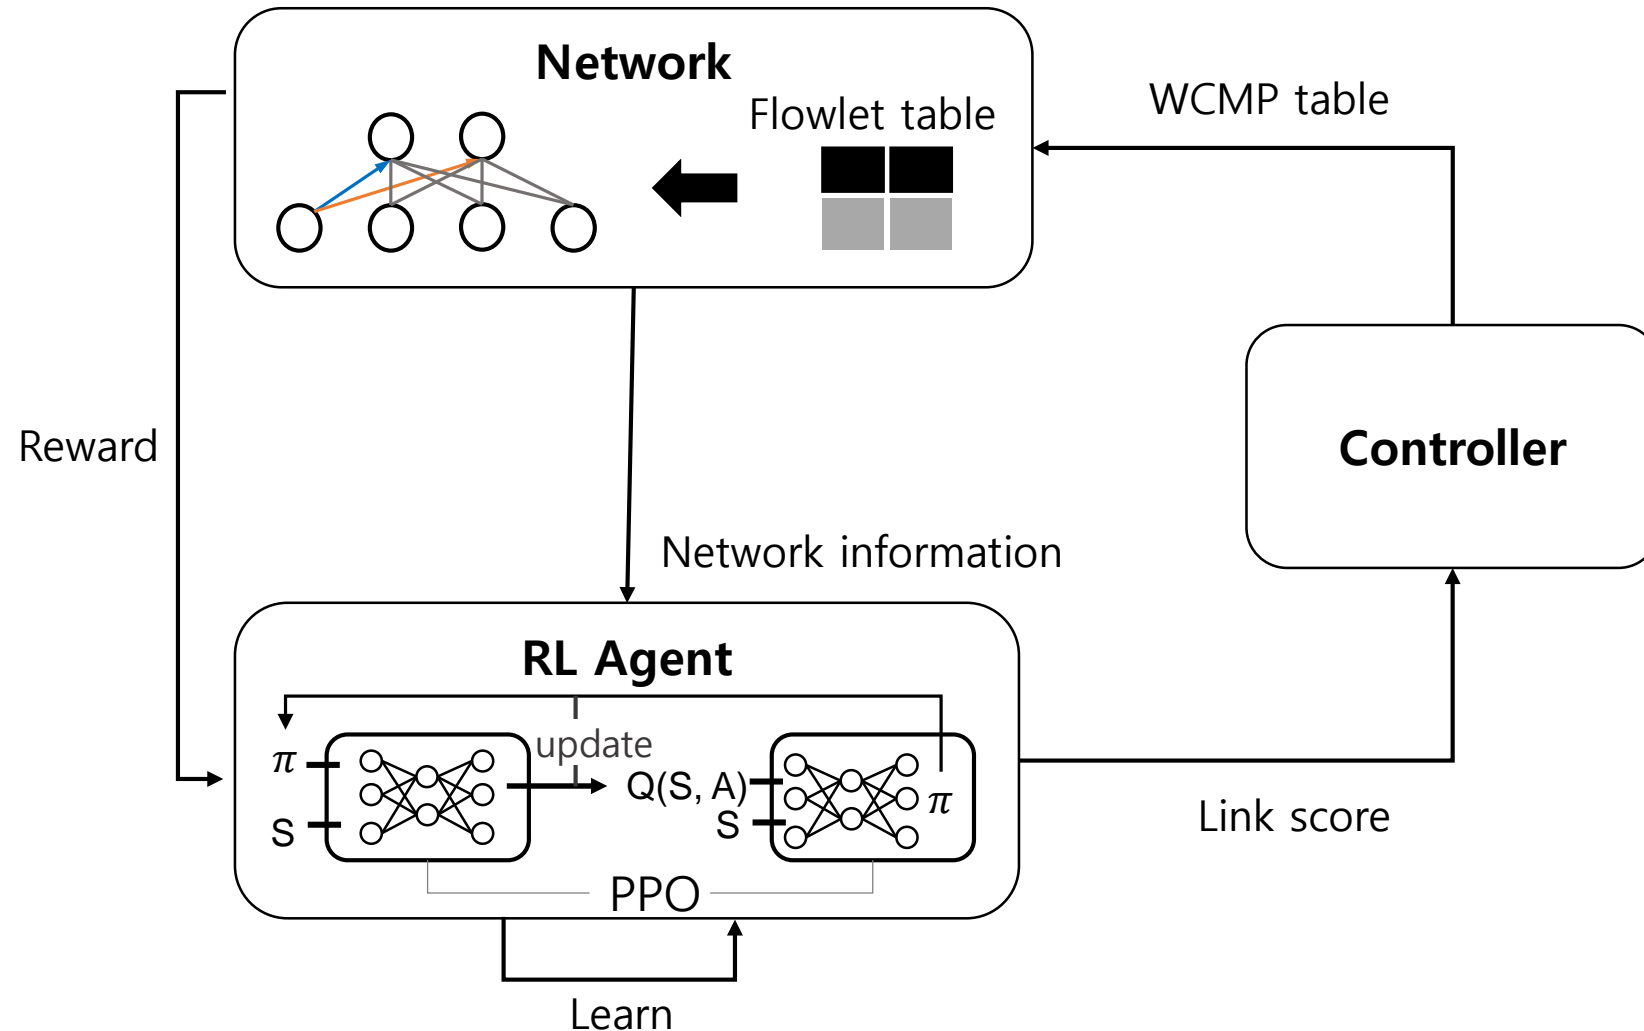 Network
Flowlet table
WCMP table
Reward
Controller
Network information
RL Agent
π
update
Q(S, A)
π
S
S
Link score
PPO
Learn